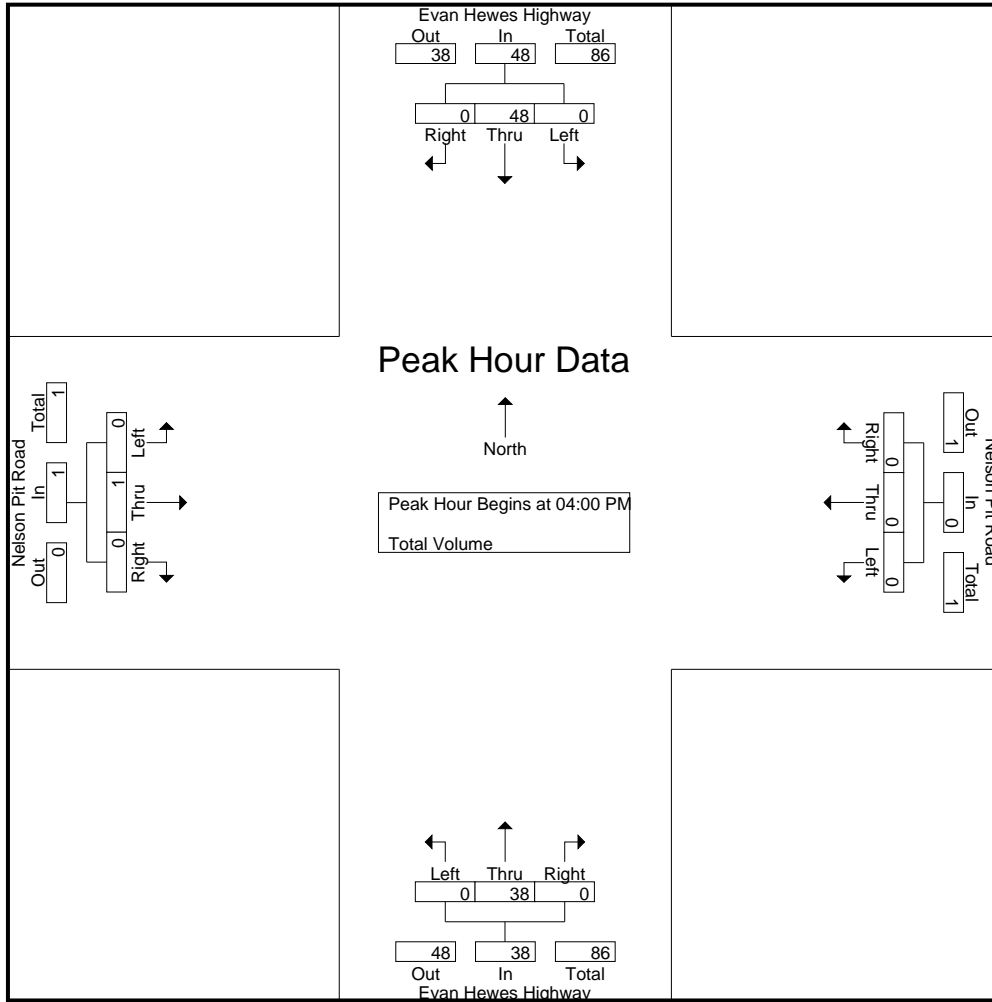 Evan Hewes Highway
Out In Total
38 48 86
0 48 0
Right Thru Left
Peak Hour Data
North
Peak Hour Begins at 04:00 PM
Total Volume
Nelson Pit Road
Out In Total
0 1 1
Right Thru Left
0 1 0
Nelson Pit Road
Out In Total
1 0 1
Right Thru Left
0 0 0
Left Thru Right
0 38 0
48 38 86
Out In Total
Evan Hewes Highway